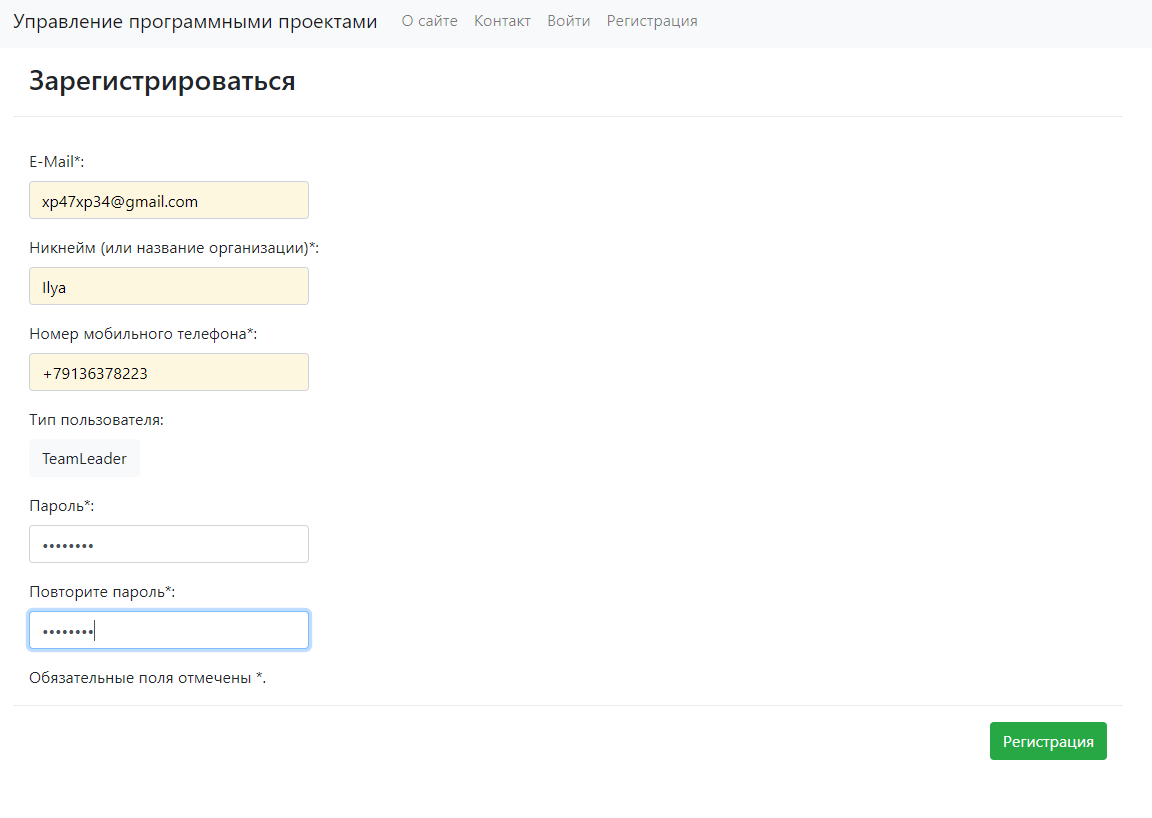 Управление программными проектами О сайте Контакт Войти Регистрация
Зарегистрироваться
E-Mail*:
xp47xp34@gmail.com
Никнейм (или название организации)*:
Ilya
Номер мобильного телефона*:
+79136378223
Тип пользователя:
TeamLeader
Пароль*:
••••••••
Повторите пароль*:
••••••••
Обязательные поля отмечены *.
Регистрация